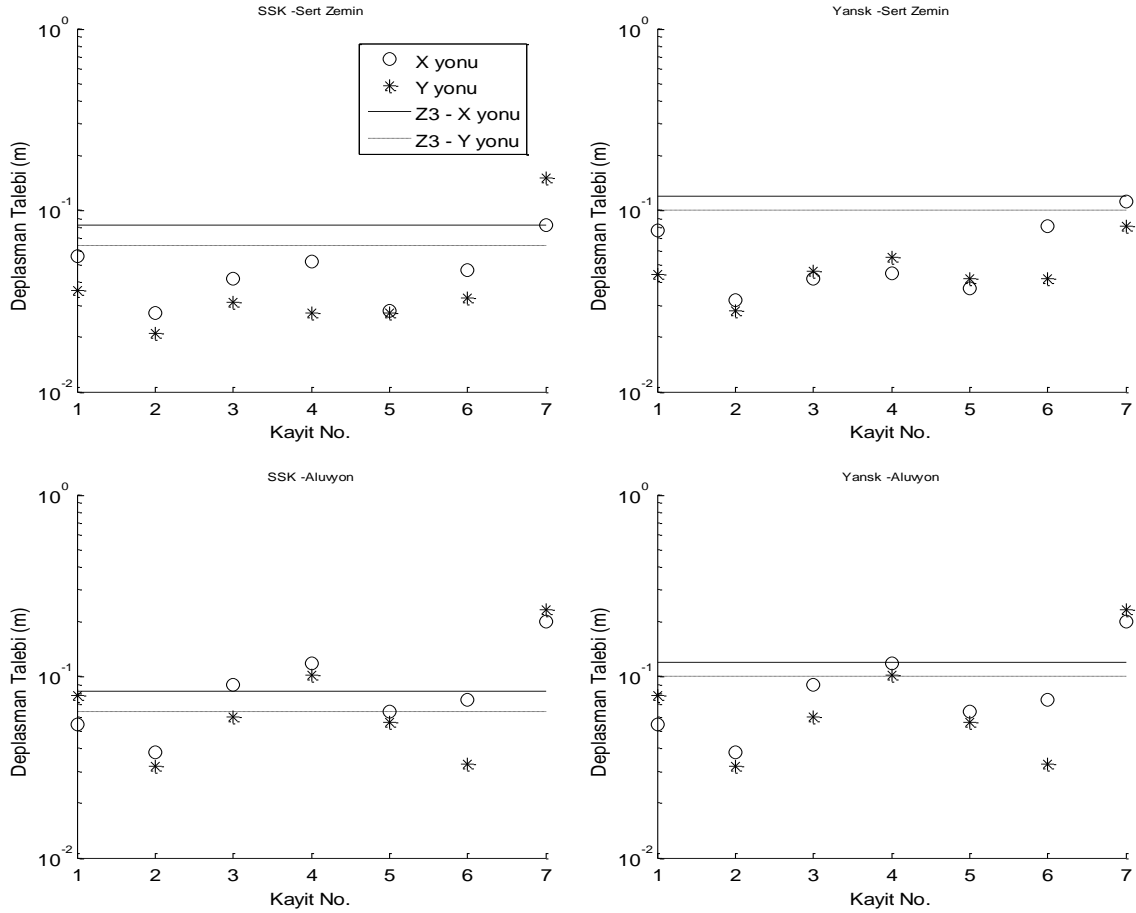 SSK -Sert Zemin
10^0
10^-1
10^-2
Deplasman Talebi (m)
X yonu
Y yonu
Z3 - X yonu
Z3 - Y yonu
1 2 3 4 5 6 7
Kayit No.
Yansk -Sert Zemin
10^0
10^-1
10^-2
Deplasman Talebi (m)
1 2 3 4 5 6 7
Kayit No.
SSK -Aluvyon
10^0
10^-1
10^-2
Deplasman Talebi (m)
1 2 3 4 5 6 7
Kayit No.
Yansk -Aluvyon
10^0
10^-1
10^-2
Deplasman Talebi (m)
1 2 3 4 5 6 7
Kayit No.